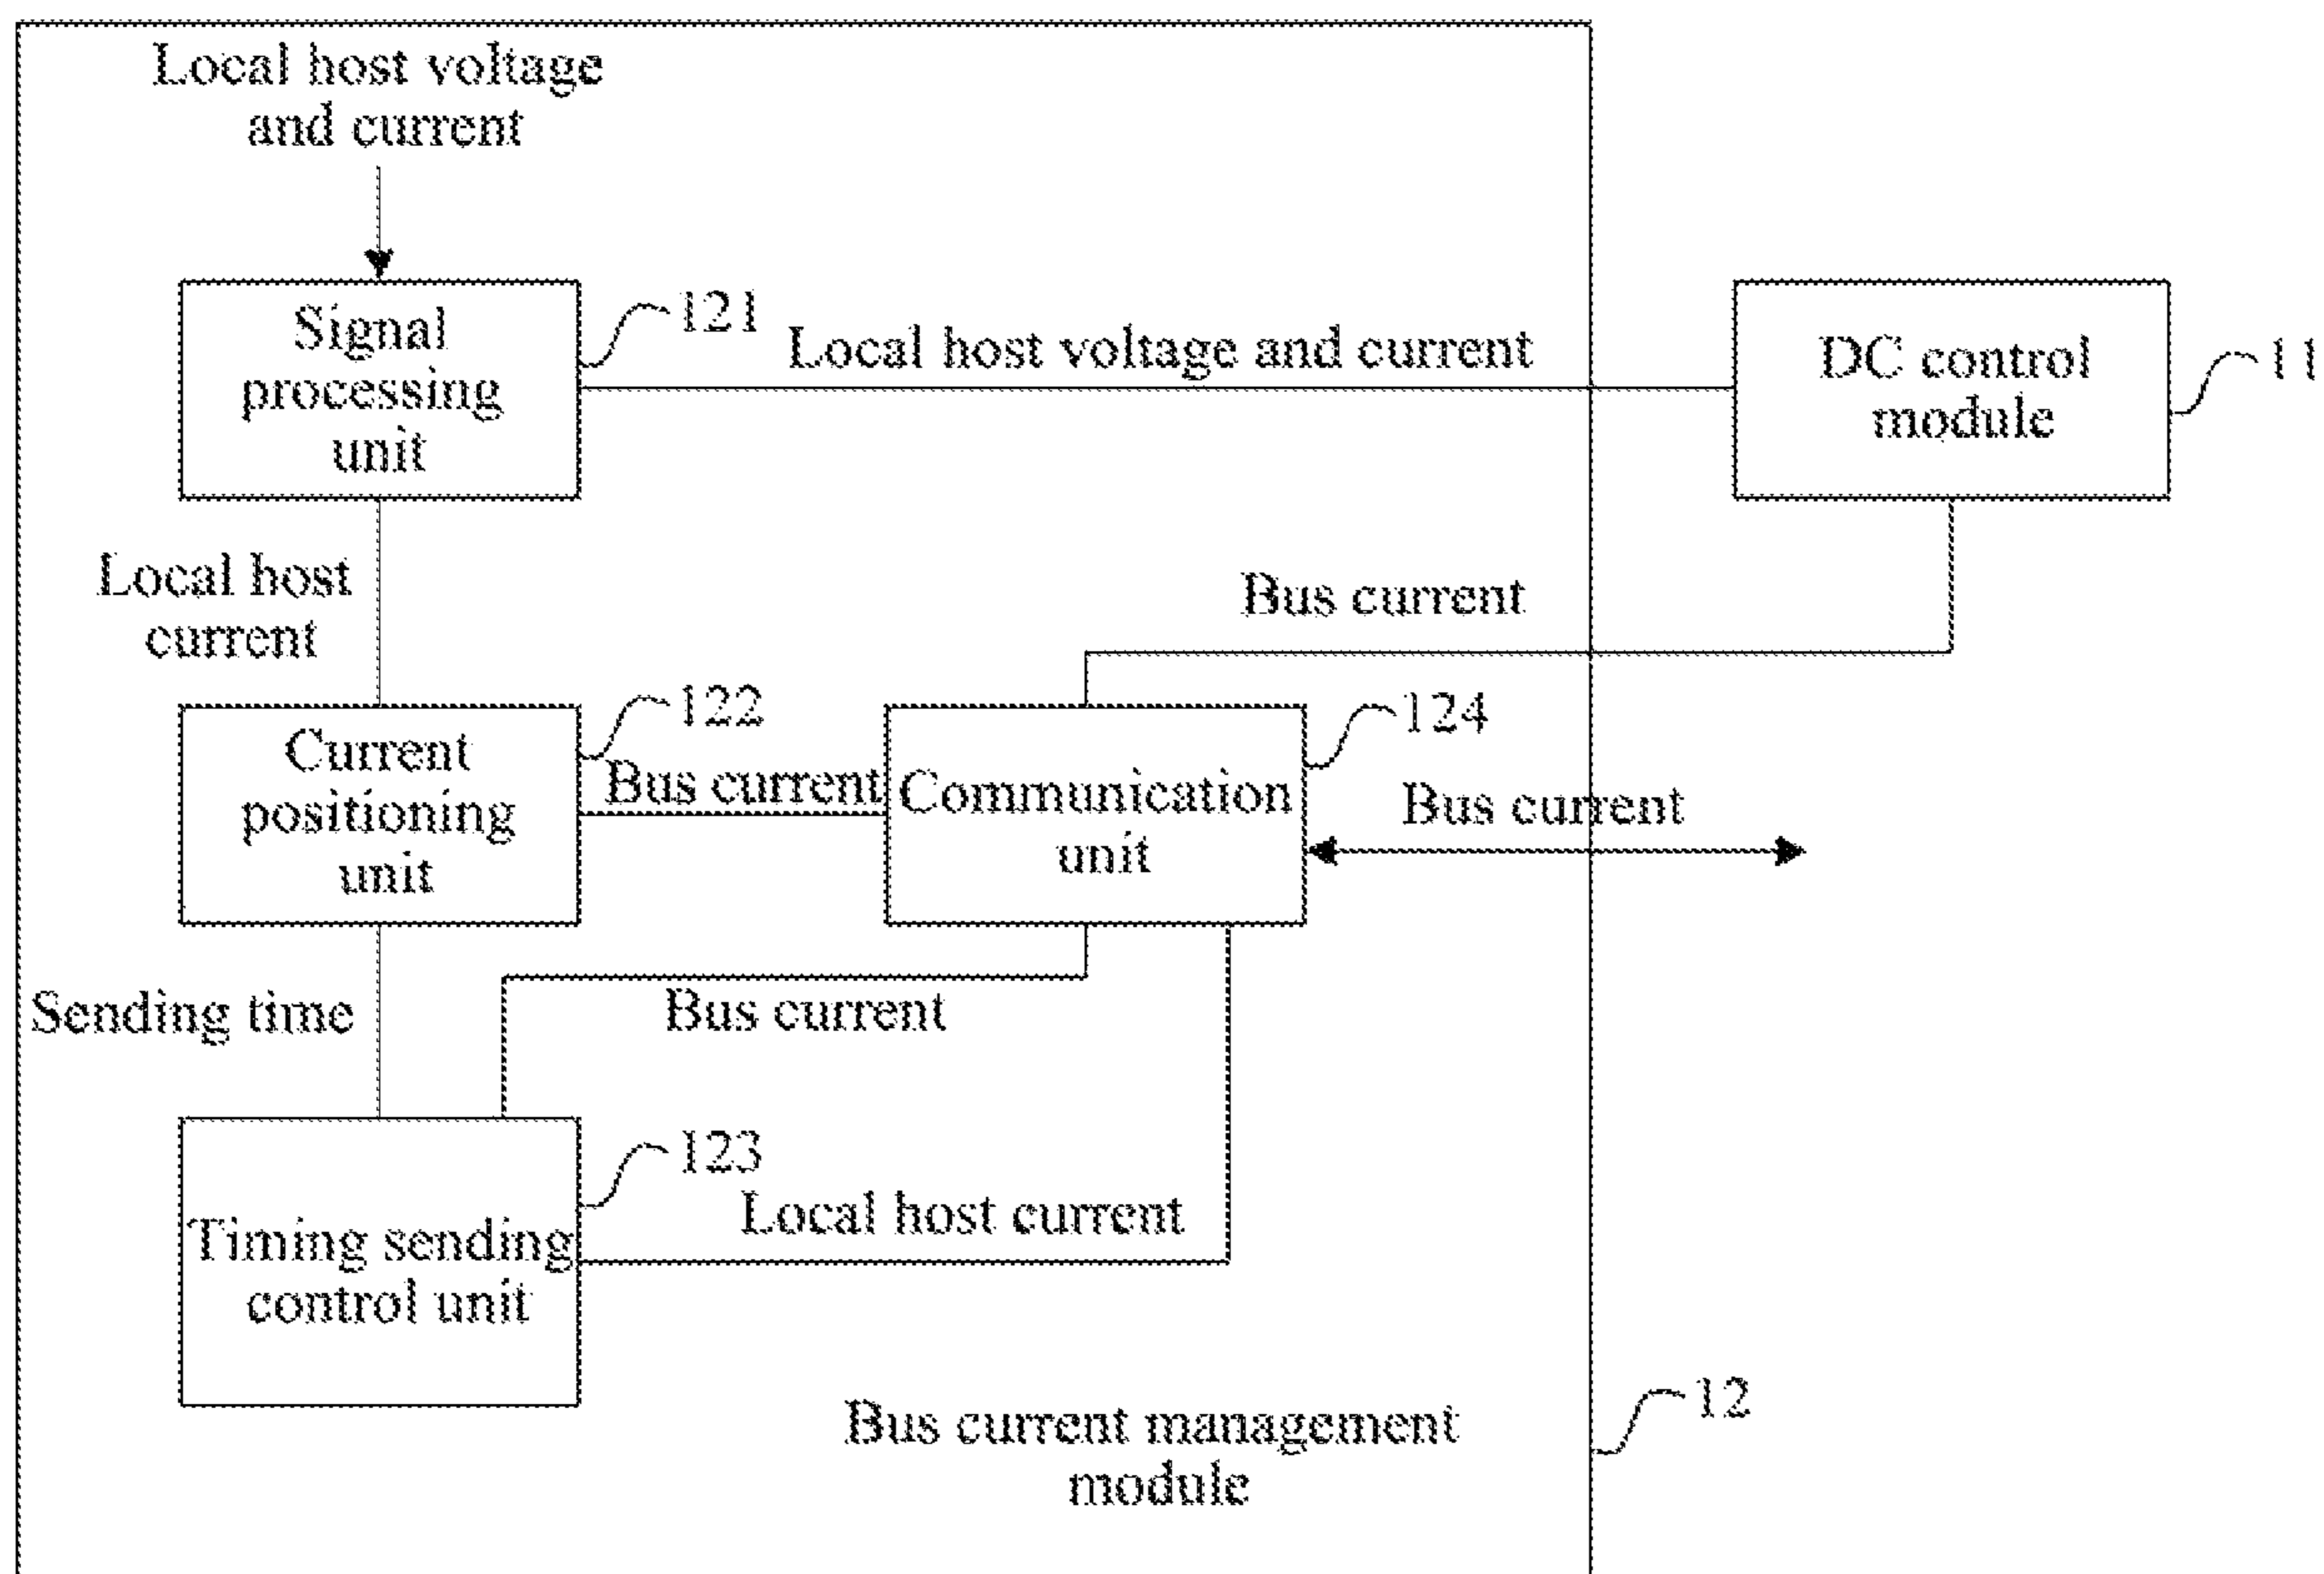 Local host voltage
and current
Signal
processing
unit
121
Local host voltage and current
DC control
module
11
Local host
current
Bus current
Current
positioning
unit
122
Bus current
Communication
unit
124
Bus current
Sending time
Bus current
Timing sending
control unit
123
Local host current
Bus current management
module
12